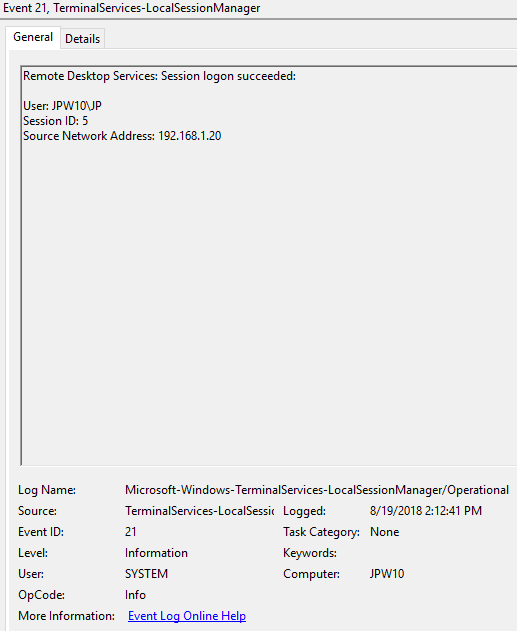 Event 21, TerminalServices-LocalSessionManager
General Details
Remote Desktop Services: Session logon succeeded:
User: JPW10\JP
Session ID: 5
Source Network Address: 192.168.1.20
Log Name: Microsoft-Windows-TerminalServices-LocalSessionManager/Operational
Source: TerminalServices-LocalSessic Logged: 8/19/2018 2:12:41 PM
Event ID: 21 Task Category: None
Level: Information Keywords:
User: SYSTEM Computer: JPW10
OpCode: Info
More Information: Event Log Online Help